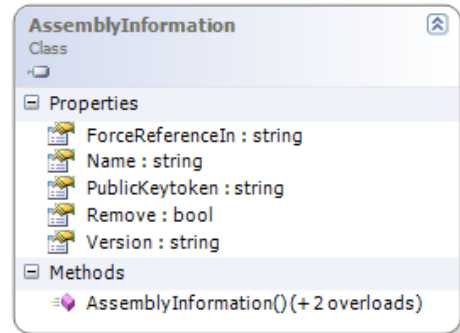 AssemblyInformation
Class
Properties
ForceReferenceIn : string
Name : string
PublicKeytoken : string
Remove : bool
Version : string
Methods
AssemblyInformation() (+ 2 overloads)